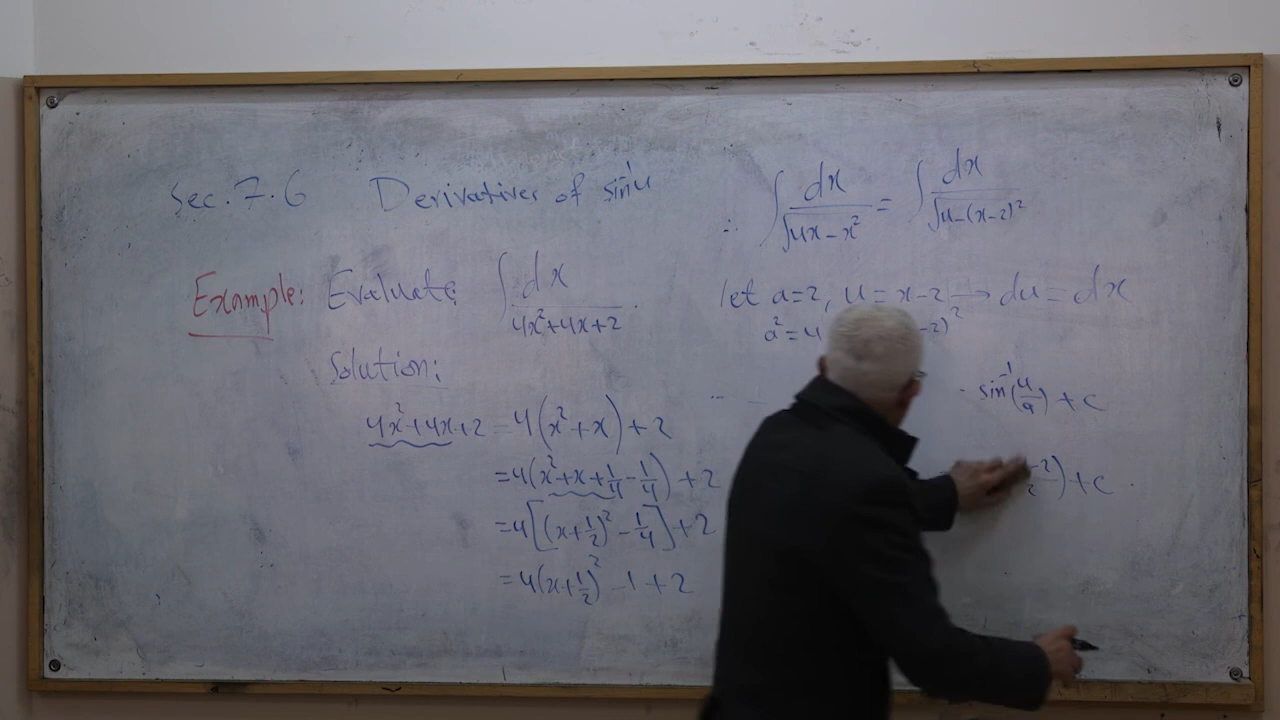 Sec. 7.6 Derivatives of sin⁻¹u
Example: Evaluate ∫ dx / (4x²+4x+2) .
Solution:
4x²+4x+2 = 4(x²+x)+2
= 4(x²+x+1/4-1/4)+2
= 4[(x+1/2)²-1/4]+2
= 4(x+1/2)²-1+2
∴ ∫ dx / √(4x-x²) = ∫ dx / √(4-(x-2)²
let a=2, u=x-2 → du=dx
a²=4 -2)²
sin⁻¹(u/a)+c
-2/2)+c .